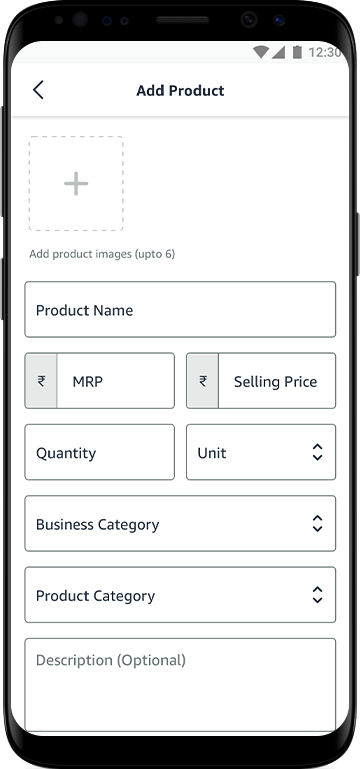 12:30
Add Product
Add product images (upto 6)
Product Name
₹ MRP ₹ Selling Price
Quantity Unit
Business Category
Product Category
Description (Optional)